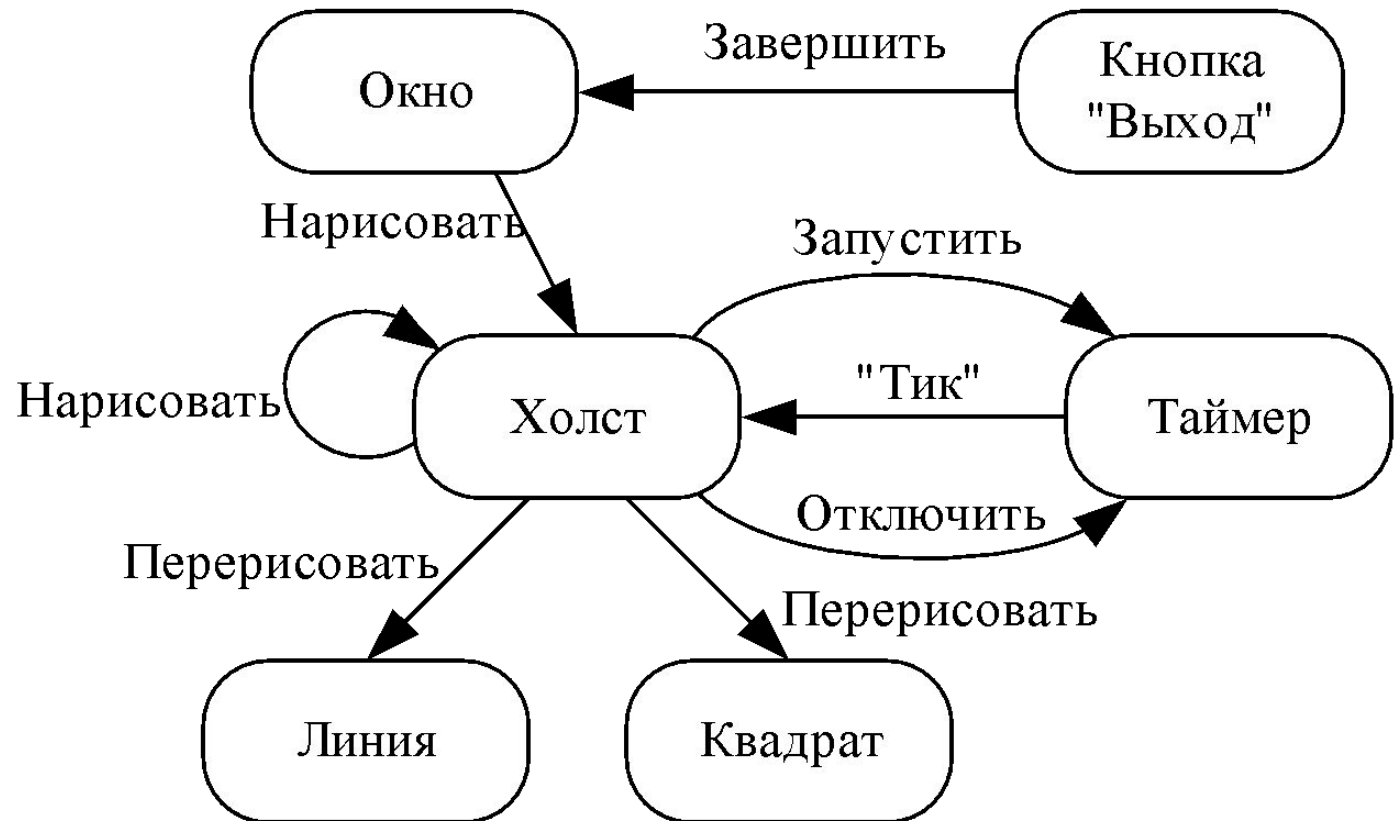 Завершить
Окно
Кнопка
"Выход"
Нарисовать
Запустить
"Тик"
Нарисовать
Холст
Таймер
Отключить
Перерисовать
Перерисовать
Линия
Квадрат